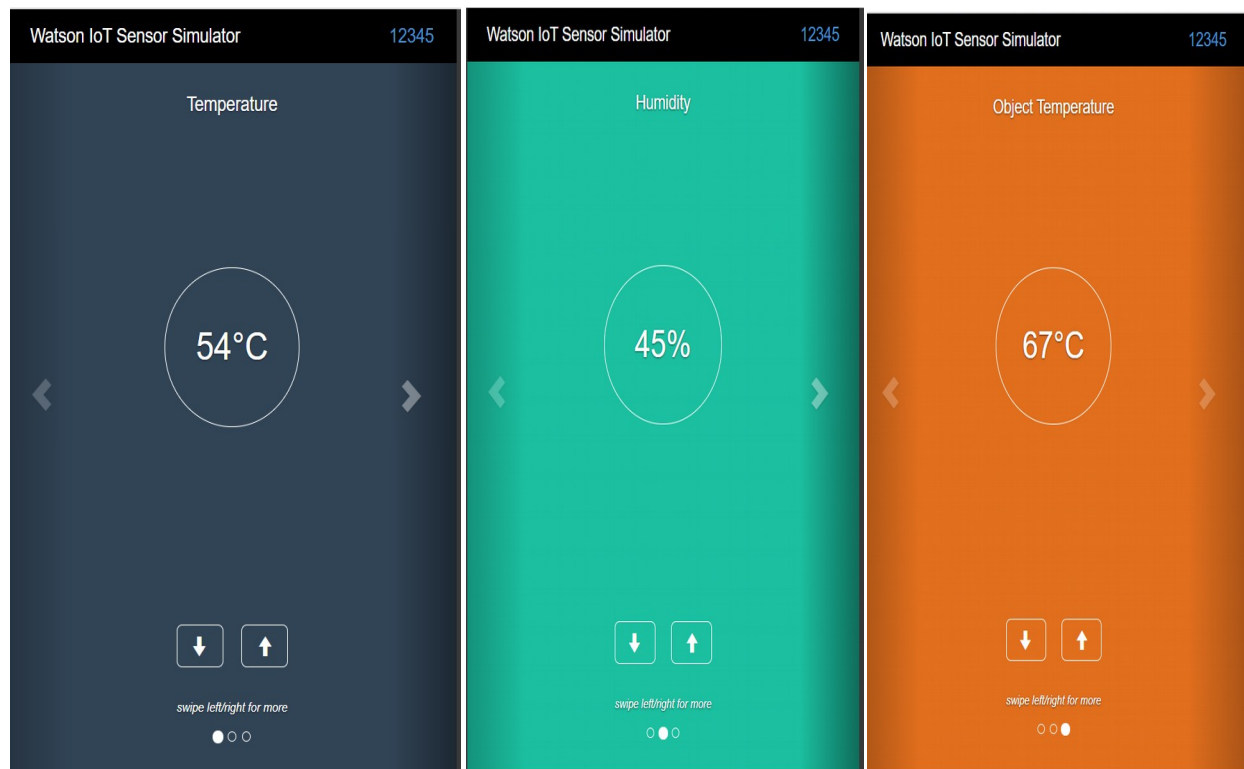 Watson IoT Sensor Simulator 12345
Temperature
54°C
swipe left/right for more
Watson IoT Sensor Simulator 12345
Humidity
45%
swipe left/right for more
Watson IoT Sensor Simulator 12345
Object Temperature
67°C
swipe left/right for more